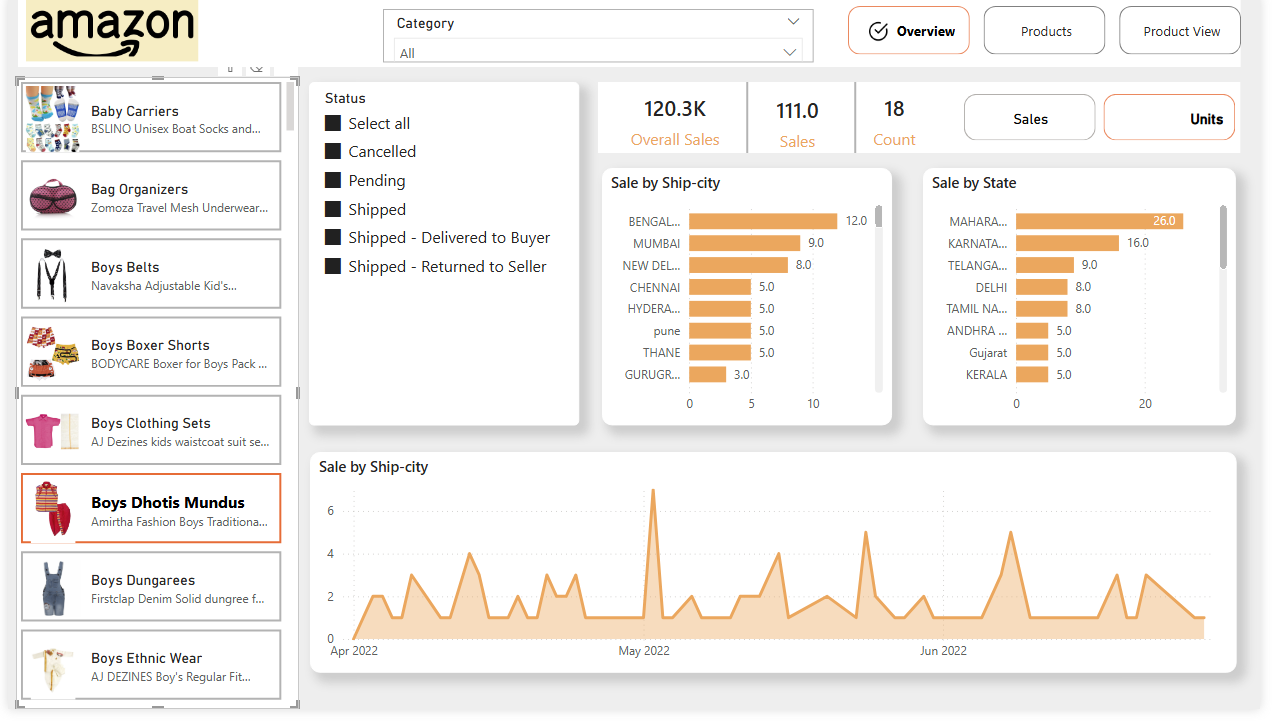 amazon
Category
All
Overview
Products
Product View
Baby Carriers
BSLINO Unisex Boat Socks and...
Bag Organizers
Zomoza Travel Mesh Underwear...
Boys Belts
Navaksha Adjustable Kid's...
Boys Boxer Shorts
BODYCARE Boxer for Boys Pack ...
Boys Clothing Sets
AJ Dezines kids waistcoat suit se...
Boys Dhotis Mundus
Amirtha Fashion Boys Traditiona...
Boys Dungarees
Firstclap Denim Solid dungree f...
Boys Ethnic Wear
AJ DEZINES Boy's Regular Fit...
Status
Select all
Cancelled
Pending
Shipped
Shipped - Delivered to Buyer
Shipped - Returned to Seller
120.3K
Overall Sales
111.0
Sales
18
Count
Sales
Units
Sale by Ship-city
BENGAL... 12.0
MUMBAI 9.0
NEW DEL... 8.0
CHENNAI 5.0
HYDERA... 5.0
pune 5.0
THANE 5.0
GURUGR... 3.0
0 5 10
Sale by State
MAHARA... 26.0
KARNATA... 16.0
TELANGA... 9.0
DELHI 8.0
TAMIL NA... 8.0
ANDHRA ... 5.0
Gujarat 5.0
KERALA 5.0
0 20
Sale by Ship-city
6
4
2
0
Apr 2022 May 2022 Jun 2022